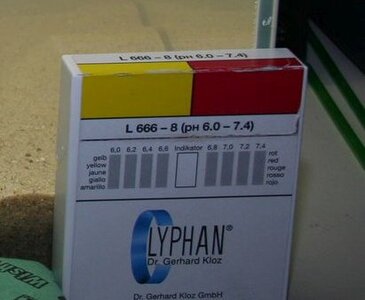 L 666 – 8 (pH 6.0 – 7.4)
L 666 – 8 (pH 6.0 – 7.4)
6,0 6,2 6,4 6,6 Indikator 6,8 7,0 7,2 7,4
gelb rot
yellow red
jaune rouge
giallo rosso
amarillo rojo
LYPHAN®
Dr. Gerhard Kloz
Dr. Gerhard Kloz GmbH